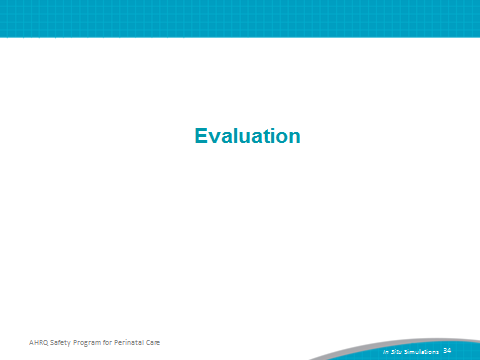 Evaluation
AHRQ Safety Program for Perinatal Care
In Situ Simulations 34